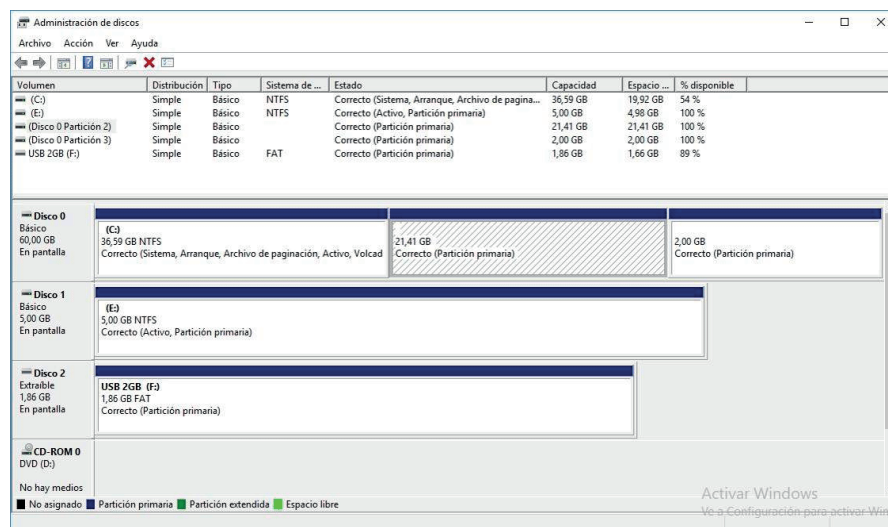 Administración de discos
Archivo Acción Ver Ayuda
Volumen Distribución Tipo Sistema de ... Estado Capacidad Espacio ... % disponible
(C:) Simple Básico NTFS Correcto (Sistema, Arranque, Archivo de pagina... 36,59 GB 19,92 GB 54 %
(E:) Simple Básico NTFS Correcto (Activo, Partición primaria) 5,00 GB 4,98 GB 100 %
(Disco 0 Partición 2) Simple Básico Correcto (Partición primaria) 21,41 GB 21,41 GB 100 %
(Disco 0 Partición 3) Simple Básico Correcto (Partición primaria) 2,00 GB 2,00 GB 100 %
USB 2GB (F:) Simple Básico FAT Correcto (Partición primaria) 1,86 GB 1,66 GB 89 %
Disco 0
Básico
60,00 GB
En pantalla
(C:)
36,59 GB NTFS
Correcto (Sistema, Arranque, Archivo de paginación, Activo, Volcad
21,41 GB
Correcto (Partición primaria)
2,00 GB
Correcto (Partición primaria)
Disco 1
Básico
5,00 GB
En pantalla
(E:)
5,00 GB NTFS
Correcto (Activo, Partición primaria)
Disco 2
Extraíble
1,86 GB
En pantalla
USB 2GB (F:)
1,86 GB FAT
Correcto (Partición primaria)
CD-ROM 0
DVD (D:)
No hay medios
No asignado Partición primaria Partición extendida Espacio libre
Activar Windows
Ve a Configuración para activar Win